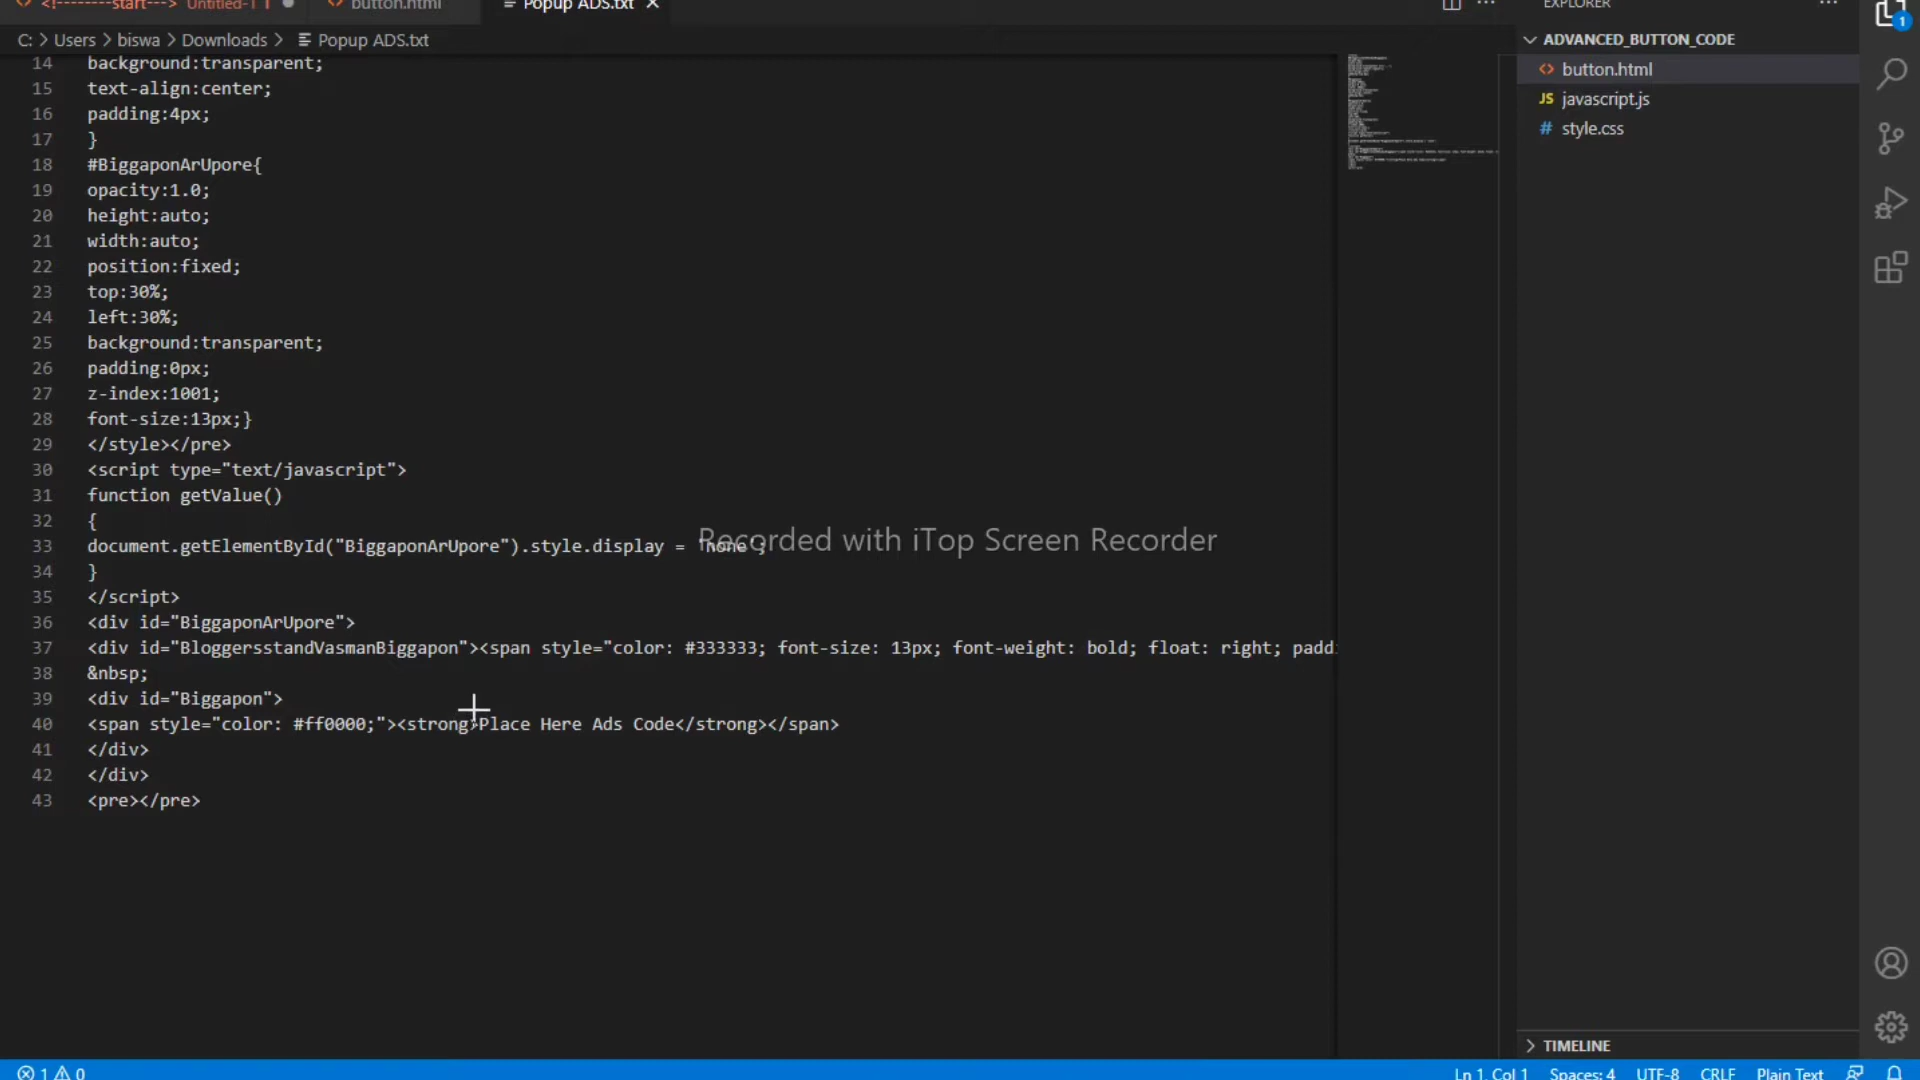 <!--------start---> Untitled-1 1
button.html
Popup ADS.txt
EXPLORER
C: > Users > biswa > Downloads > Popup ADS.txt
ADVANCED_BUTTON_CODE
button.html
javascript.js
style.css
1
14 background:transparent;
15 text-align:center;
16 padding:4px;
17 }
18 #BiggaponArUpore{
19 opacity:1.0;
20 height:auto;
21 width:auto;
22 position:fixed;
23 top:30%;
24 left:30%;
25 background:transparent;
26 padding:0px;
27 z-index:1001;
28 font-size:13px;}
29 </style></pre>
30 <script type="text/javascript">
31 function getValue()
32 {
33 document.getElementById("BiggaponArUpore").style.display = "none";
Recorded with iTop Screen Recorder
34 }
35 </script>
36 <div id="BiggaponArUpore">
37 <div id="BloggersstandVasmanBiggapon"><span style="color: #333333; font-size: 13px; font-weight: bold; float: right; padd
38 &nbsp;
39 <div id="Biggapon">
40 <span style="color: #ff0000;"><strong>Place Here Ads Code</strong></span>
41 </div>
42 </div>
43 <pre></pre>
TIMELINE
1 0
Ln 1, Col 1 Spaces: 4 UTF-8 CRLF Plain Text